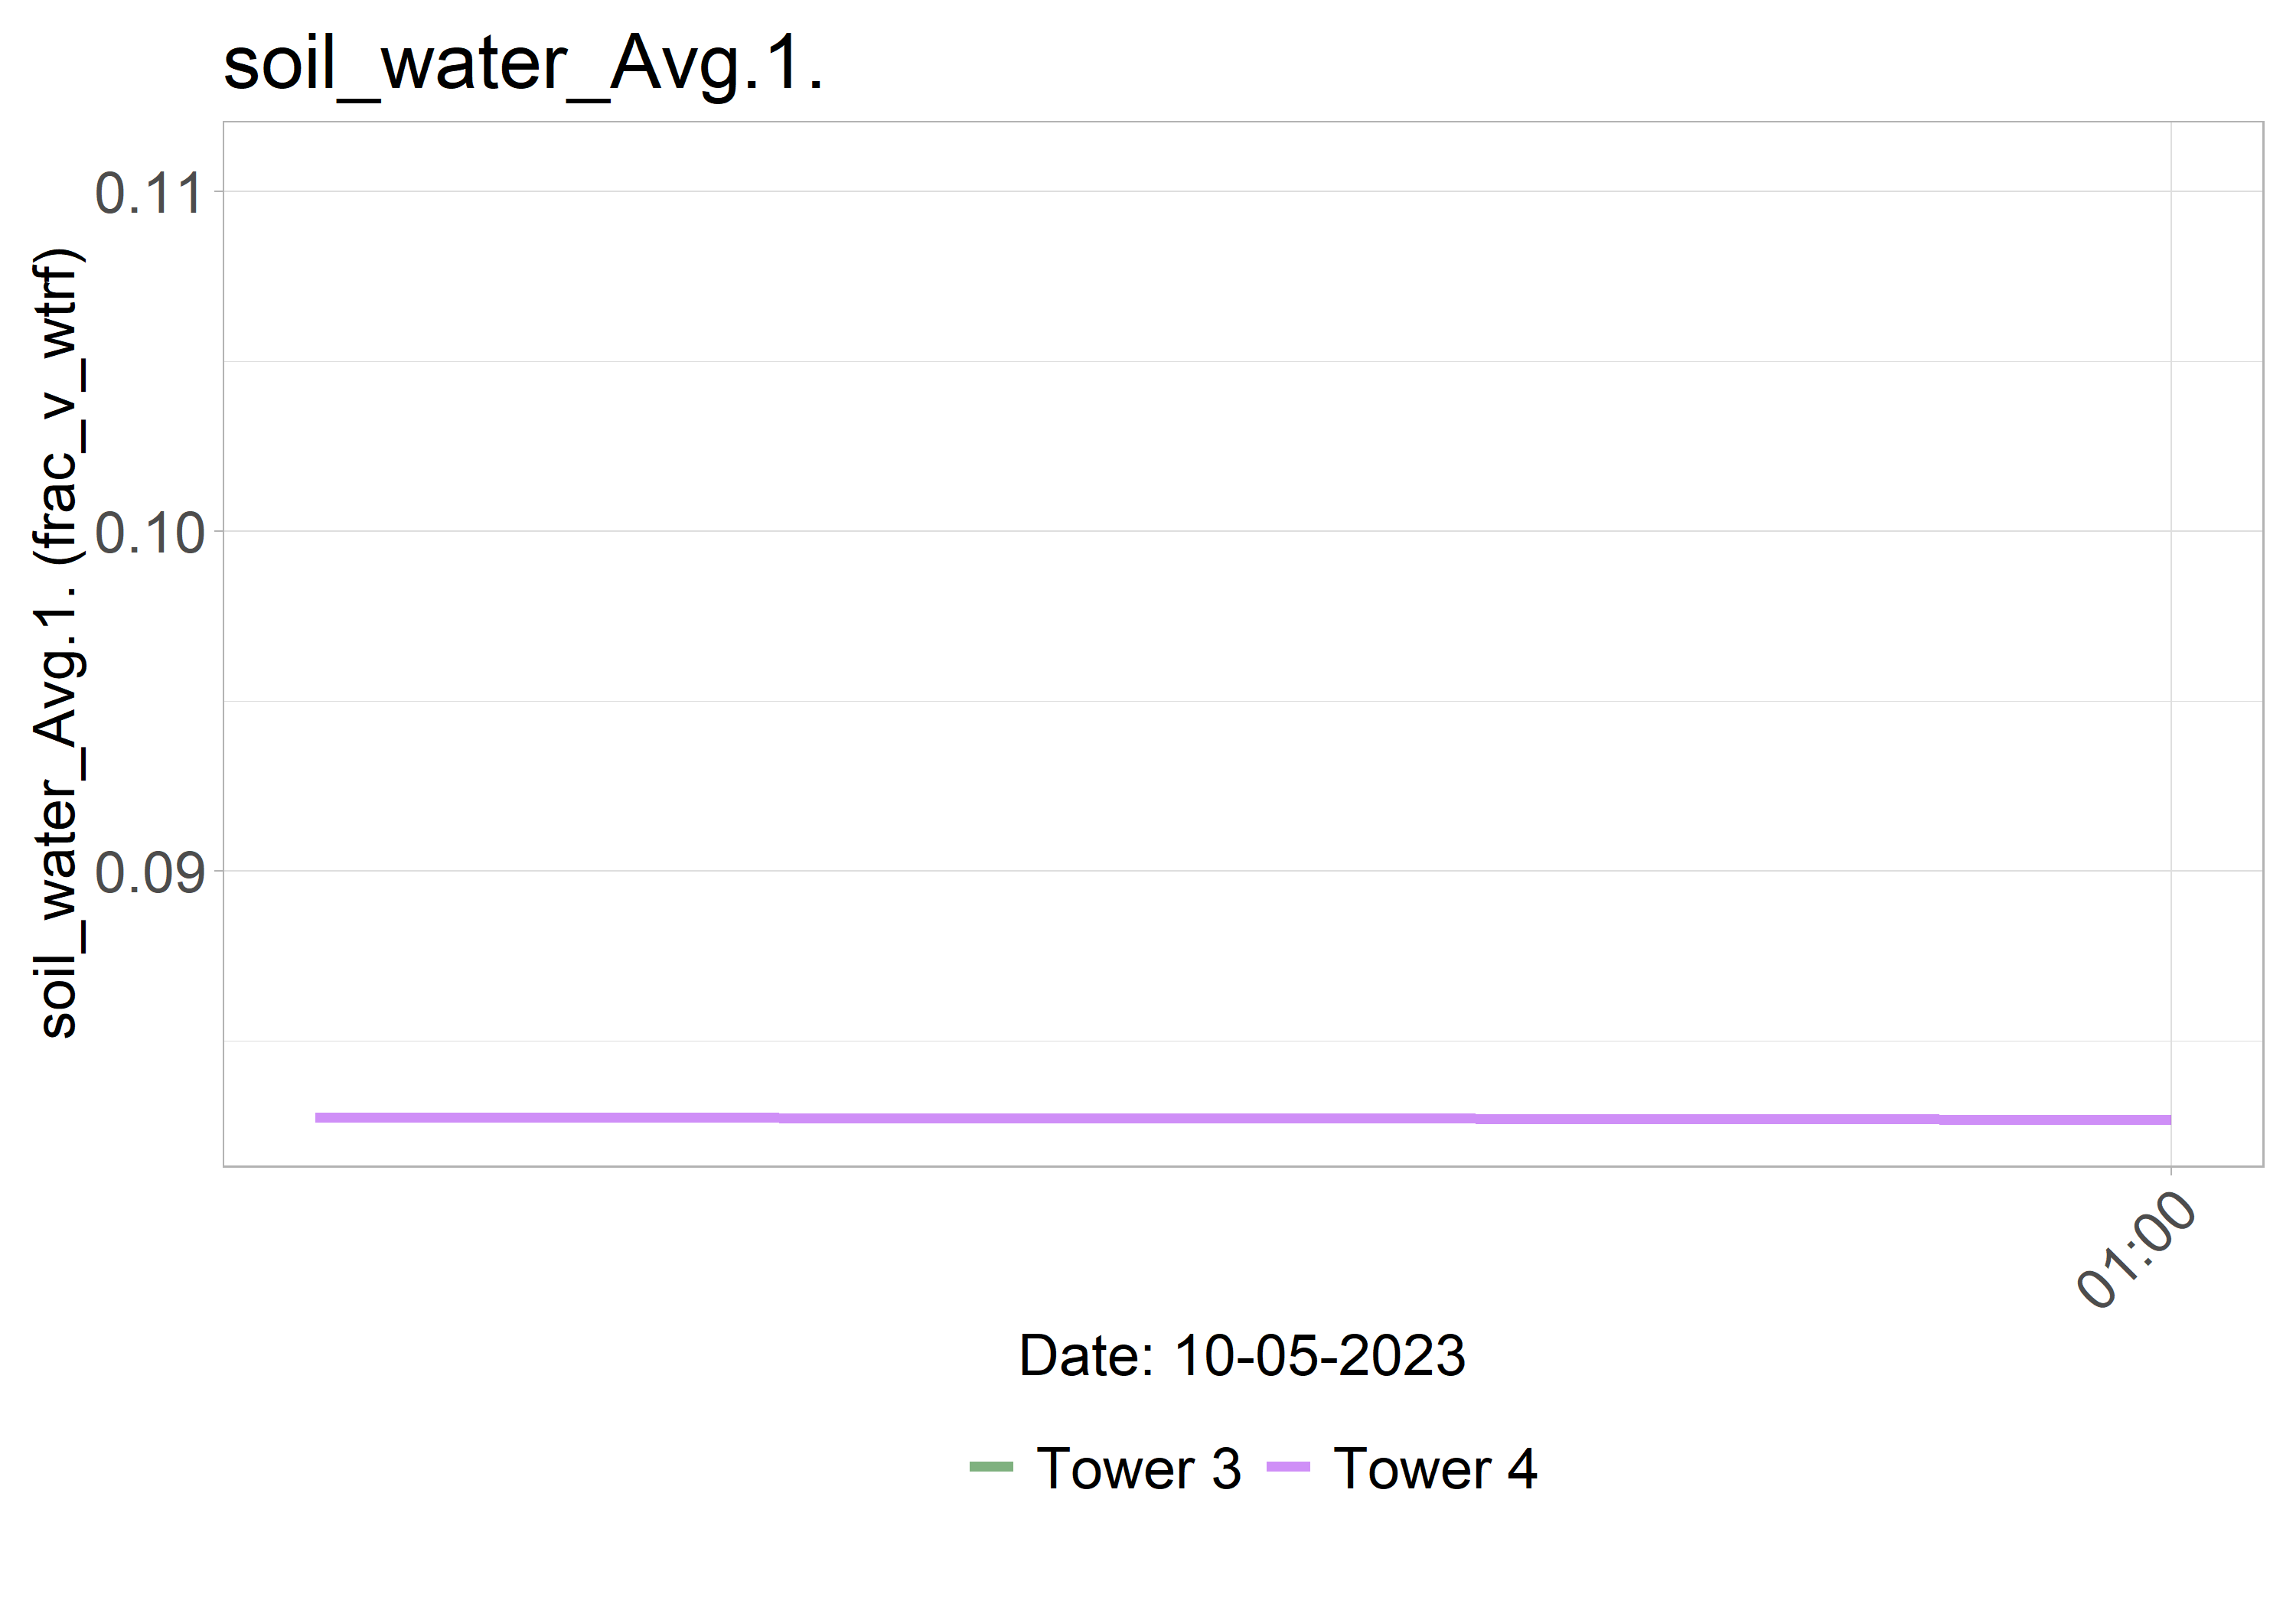 soil_water_Avg.1.
soil_water_Avg.1. (frac_v_wtrf)
0.11
0.10
0.09
01:00
Date: 10-05-2023
Tower 3 Tower 4